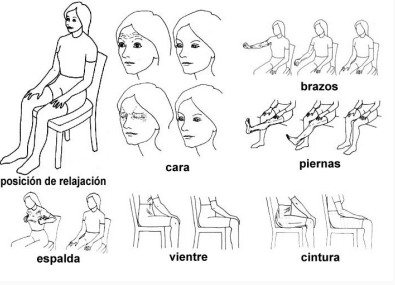 brazos
cara
piernas
posición de relajación
espalda
vientre
cintura